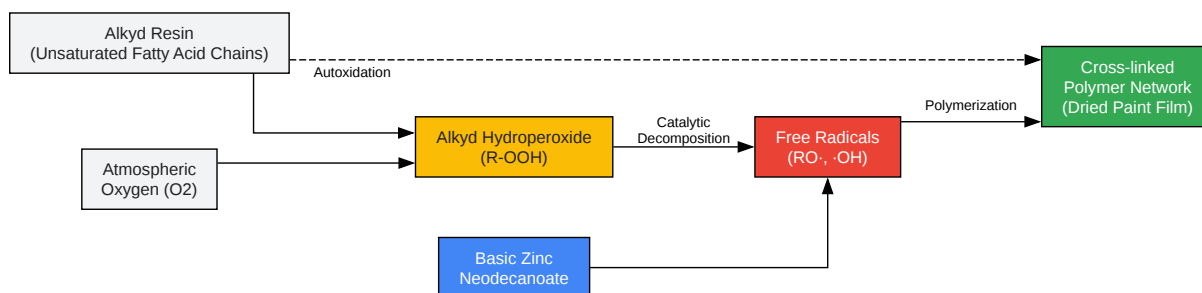 Alkyd Resin
(Unsaturated Fatty Acid Chains)
Autoxidation
Cross-linked
Polymer Network
(Dried Paint Film)
Polymerization
Alkyd Hydroperoxide
(R-OOH)
Catalytic
Decomposition
Free Radicals
(RO·, ·OH)
Atmospheric
Oxygen (O2)
Basic Zinc
Neodecanoate